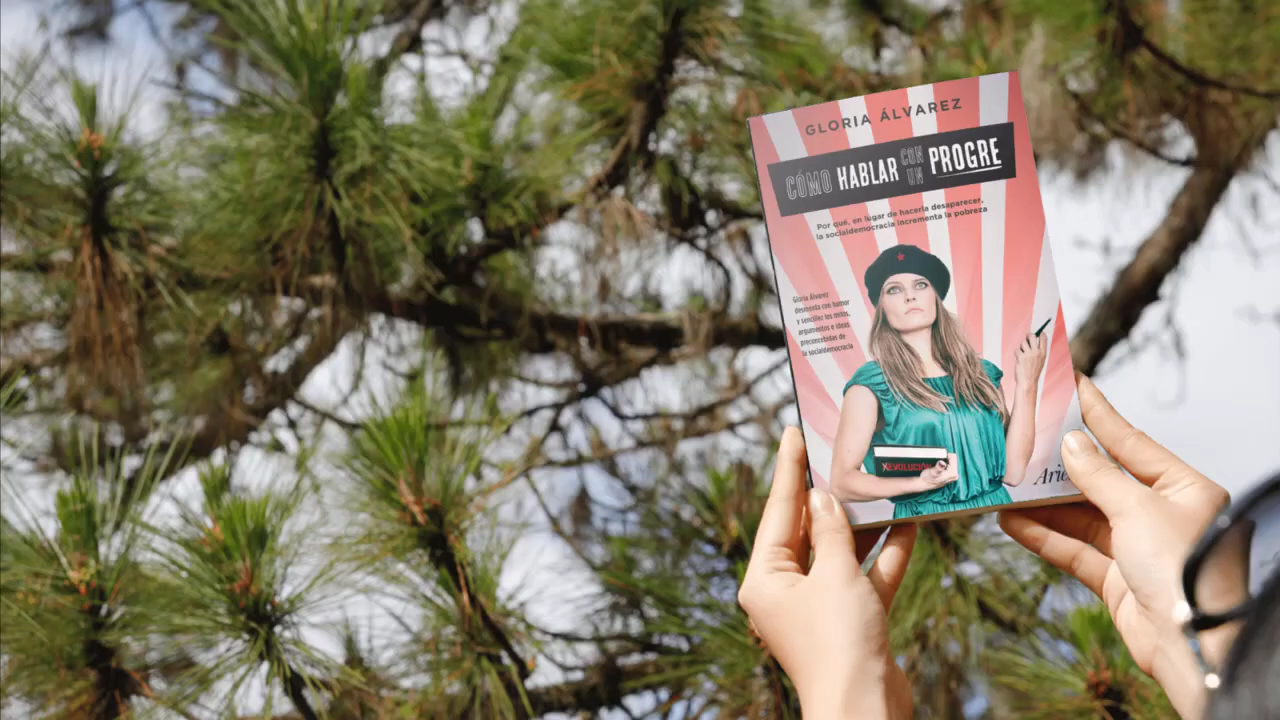 GLORIA ÁLVAREZ
CÓMO HABLAR CON UN PROGRE
Por qué, en lugar de hacerla desaparecer,
la socialdemocracia incrementa la pobreza
Gloria Álvarez
desmonta con humor
y sencillez los mitos,
argumentos e ideas
preconcebidas de
la socialdemocracia
REVOLUCIÓN